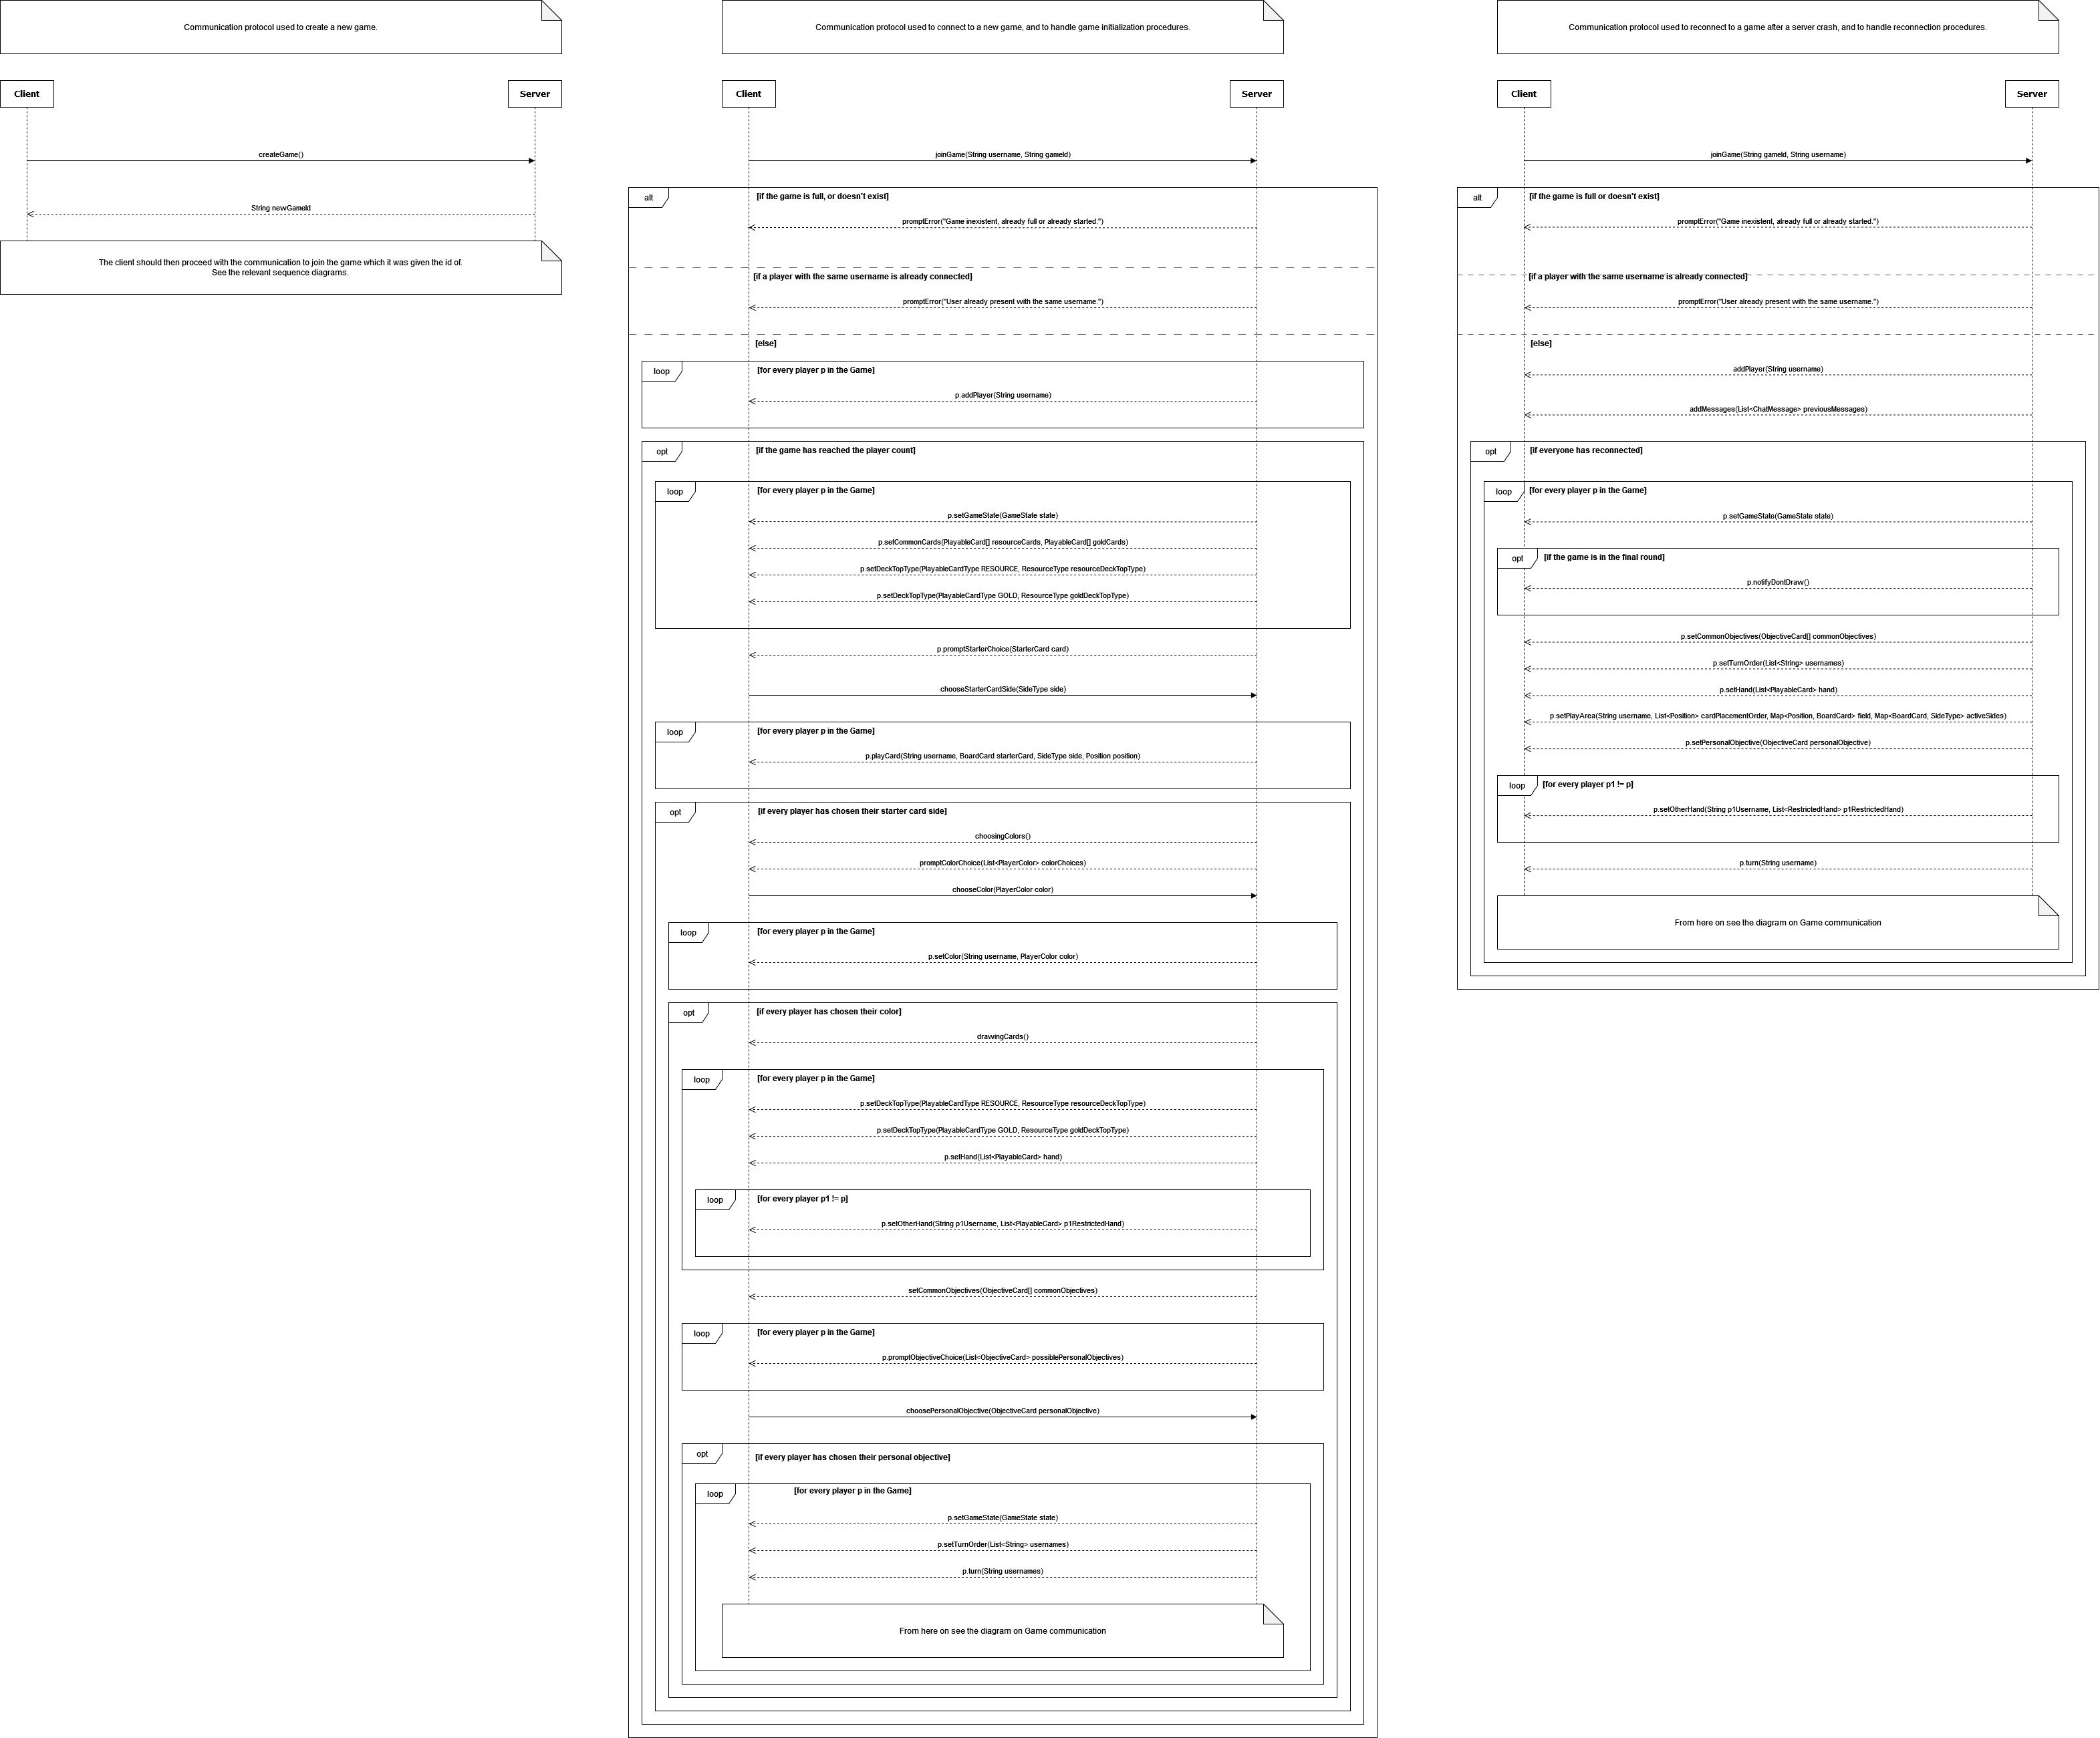 Communication protocol used to create a new game.
Client
Server
createGame()
String newGameId
The client should then proceed with the communication to join the game which it was given the id of.
See the relevant sequence diagrams.
Communication protocol used to connect to a new game, and to handle game initialization procedures.
Client
Server
joinGame(String username, String gameId)
alt
[if the game is full, or doesn't exist]
promptError("Game inexistent, already full or already started.")
[if a player with the same username is already connected]
promptError("User already present with the same username.")
[else]
loop
[for every player p in the Game]
p.addPlayer(String username)
opt
[if the game has reached the player count]
loop
[for every player p in the Game]
p.setGameState(GameState state)
p.setCommonCards(PlayableCard[] resourceCards, PlayableCard[] goldCards)
p.setDeckTopType(PlayableCardType RESOURCE, ResourceType resourceDeckTopType)
p.setDeckTopType(PlayableCardType GOLD, ResourceType goldDeckTopType)
p.promptStarterChoice(StarterCard card)
chooseStarterCardSide(SideType side)
loop
[for every player p in the Game]
p.playCard(String username, BoardCard starterCard, SideType side, Position position)
opt
[if every player has chosen their starter card side]
choosingColors()
promptColorChoice(List<PlayerColor> colorChoices)
chooseColor(PlayerColor color)
loop
[for every player p in the Game]
p.setColor(String username, PlayerColor color)
opt
[if every player has chosen their color]
drawingCards()
loop
[for every player p in the Game]
p.setDeckTopType(PlayableCardType RESOURCE, ResourceType resourceDeckTopType)
p.setDeckTopType(PlayableCardType GOLD, ResourceType goldDeckTopType)
p.setHand(List<PlayableCard> hand)
loop
[for every player p1 != p]
p.setOtherHand(String p1Username, List<PlayableCard> p1RestrictedHand)
setCommonObjectives(ObjectiveCard[] commonObjectives)
loop
[for every player p in the Game]
p.promptObjectiveChoice(List<ObjectiveCard> possiblePersonalObjectives)
choosePersonalObjective(ObjectiveCard personalObjective)
opt
[if every player has chosen their personal objective]
loop
[for every player p in the Game]
p.setGameState(GameState state)
p.setTurnOrder(List<String> usernames)
p.turn(String usernames)
From here on see the diagram on Game communication
Communication protocol used to reconnect to a game after a server crash, and to handle reconnection procedures.
Client
Server
joinGame(String gameId, String username)
alt
[if the game is full or doesn't exist]
promptError("Game inexistent, already full or already started.")
[if a player with the same username is already connected]
promptError("User already present with the same username.")
[else]
addPlayer(String username)
addMessages(List<ChatMessage> previousMessages)
opt
[if everyone has reconnected]
loop
[for every player p in the Game]
p.setGameState(GameState state)
opt
[if the game is in the final round]
p.notifyDontDraw()
p.setCommonObjectives(ObjectiveCard[] commonObjectives)
p.setTurnOrder(List<String> usernames)
p.setHand(List<PlayableCard> hand)
p.setPlayArea(String username, List<Position> cardPlacementOrder, Map<Position, BoardCard> field, Map<BoardCard, SideType> activeSides)
p.setPersonalObjective(ObjectiveCard personalObjective)
loop
[for every player p1 != p]
p.setOtherHand(String p1Username, List<RestrictedHand> p1RestrictedHand)
p.turn(String username)
From here on see the diagram on Game communication